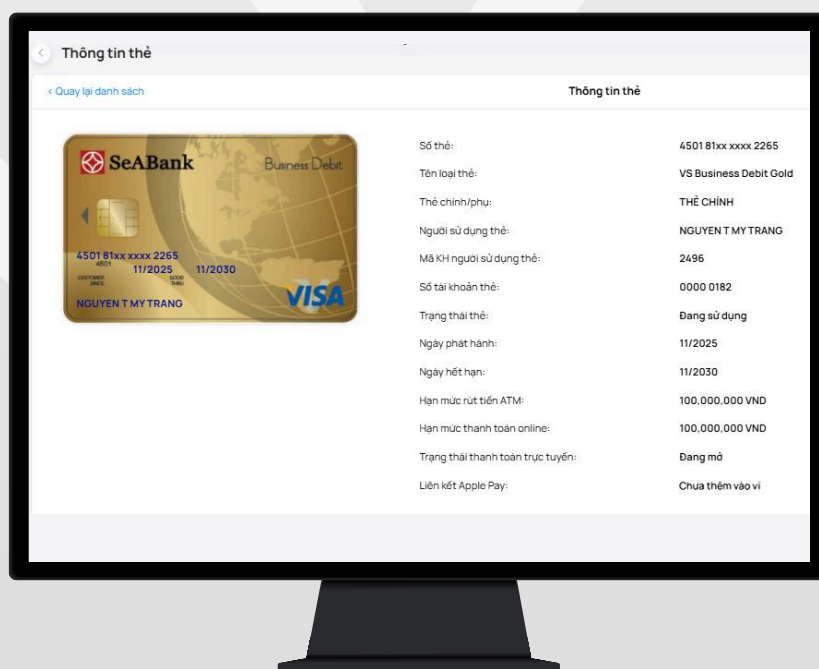 Thông tin thẻ
< Quay lại danh sách
Thông tin thẻ
SeABank
Business Debit
4501 81xx xxxx 2265
4501
11/2025 11/2030
CUSTOMER SINCE
GOOD THRU
NGUYEN T MY TRANG
VISA
Số thẻ: 4501 81xx xxxx 2265
Tên loại thẻ: VS Business Debit Gold
Thẻ chính/phụ: THẺ CHÍNH
Người sử dụng thẻ: NGUYEN T MY TRANG
Mã KH người sử dụng thẻ: 2496
Số tài khoản thẻ: 0000 0182
Trạng thái thẻ: Đang sử dụng
Ngày phát hành: 11/2025
Ngày hết hạn: 11/2030
Hạn mức rút tiền ATM: 100,000,000 VND
Hạn mức thanh toán online: 100,000,000 VND
Trạng thái thanh toán trực tuyến: Đang mở
Liên kết Apple Pay: Chưa thêm vào ví